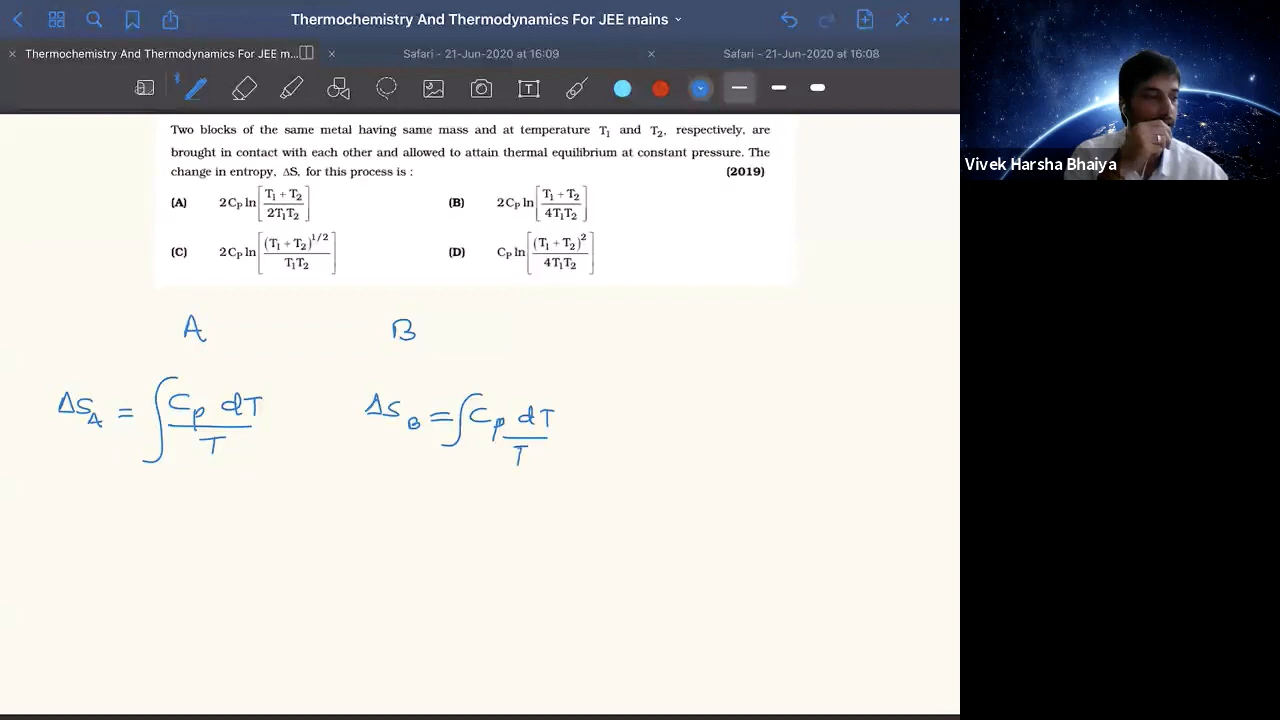 Thermochemistry And Thermodynamics For JEE mains
Thermochemistry And Thermodynamics For JEE m...
Safari - 21-Jun-2020 at 16:09
Safari - 21-Jun-2020 at 16:08
T
Two blocks of the same metal having same mass and at temperature T₁ and T₂, respectively, are
brought in contact with each other and allowed to attain thermal equilibrium at constant pressure. The
change in entropy, ΔS, for this process is : (2019)
(A) 2C_P ln[(T₁ + T₂)/(2T₁T₂)] (B) 2C_P ln[(T₁ + T₂)/(4T₁T₂)]
(C) 2C_P ln[(T₁ + T₂)^{1/2}/(T₁T₂)] (D) C_P ln[(T₁ + T₂)²/(4T₁T₂)]
A B
ΔS_A = ∫ C_p dT/T ΔS_B = ∫ C_p dT/T
Vivek Harsha Bhaiya